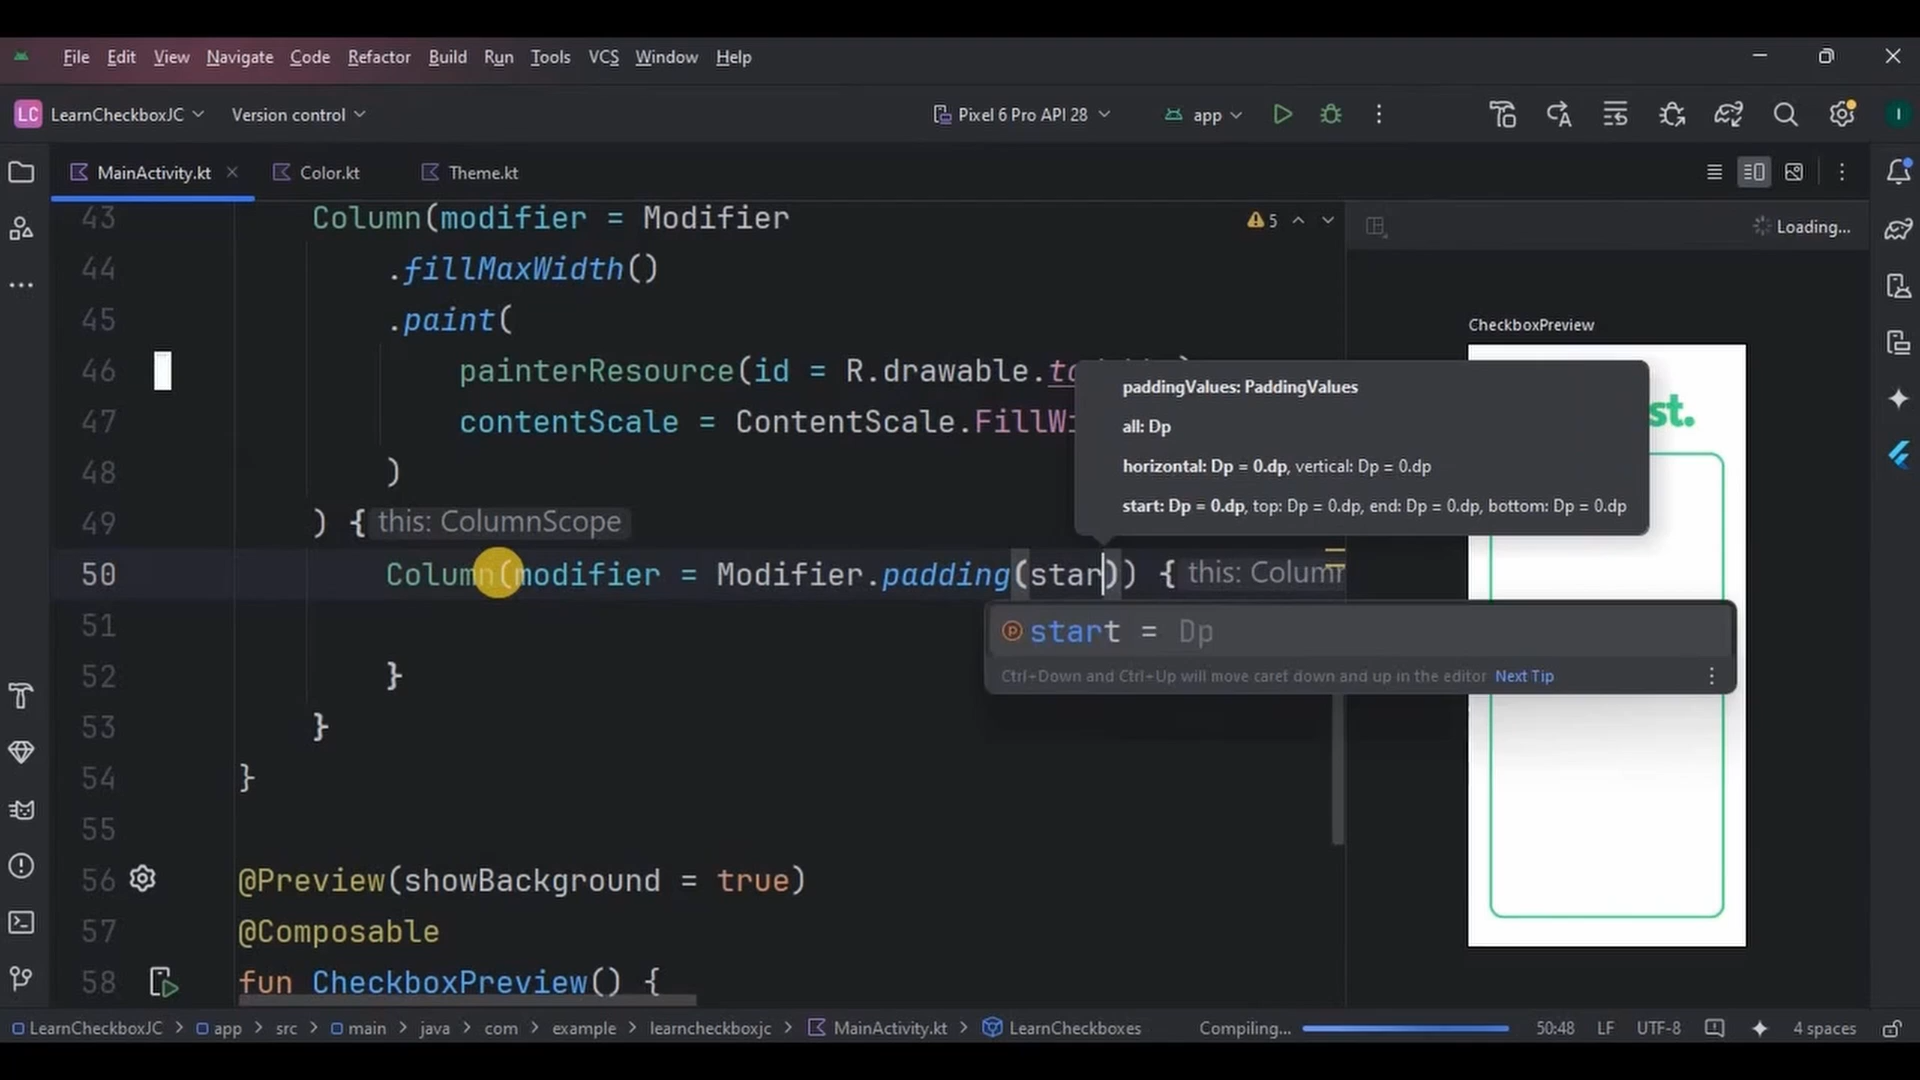 File Edit View Navigate Code Refactor Build Run Tools VCS Window Help
LC LearnCheckboxJC Version control Pixel 6 Pro API 28 app I
MainActivity.kt Color.kt Theme.kt
43 Column(modifier = Modifier
5
Loading...
44 .fillMaxWidth()
45 .paint(
CheckboxPreview
46 painterResource(id = R.drawable.
47 contentScale = ContentScale.
48 )
paddingValues: PaddingValues
all: Dp
horizontal: Dp = 0.dp, vertical: Dp = 0.dp
start: Dp = 0.dp, top: Dp = 0.dp, end: Dp = 0.dp, bottom: Dp = 0.dp
st.
49 ) { this: ColumnScope
50 Column(modifier = Modifier.padding(star)) { this: Column
start = Dp
Ctrl+Down and Ctrl+Up will move caret down and up in the editor Next Tip
51
52 }
53 }
54 }
55
56 @Preview(showBackground = true)
57 @Composable
58 fun CheckboxPreview() {
LearnCheckboxJC > app > src > main > java > com > example > learncheckboxjc > MainActivity.kt > LearnCheckboxes Compiling... 50:48 LF UTF-8 4 spaces